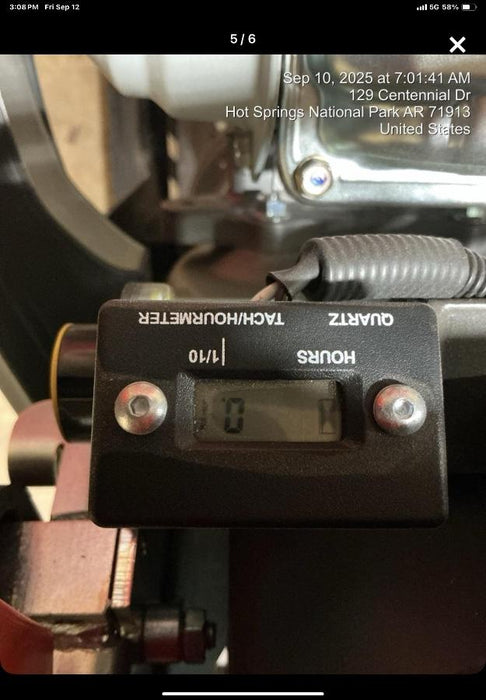 3:08 PM Fri Sep 12
5G 58%
5 / 6
Sep 10, 2025 at 7:01:41 AM
129 Centennial Dr
Hot Springs National Park AR 71913
United States
QUARTZ TACH/HOURMETER
HOURS 1/10